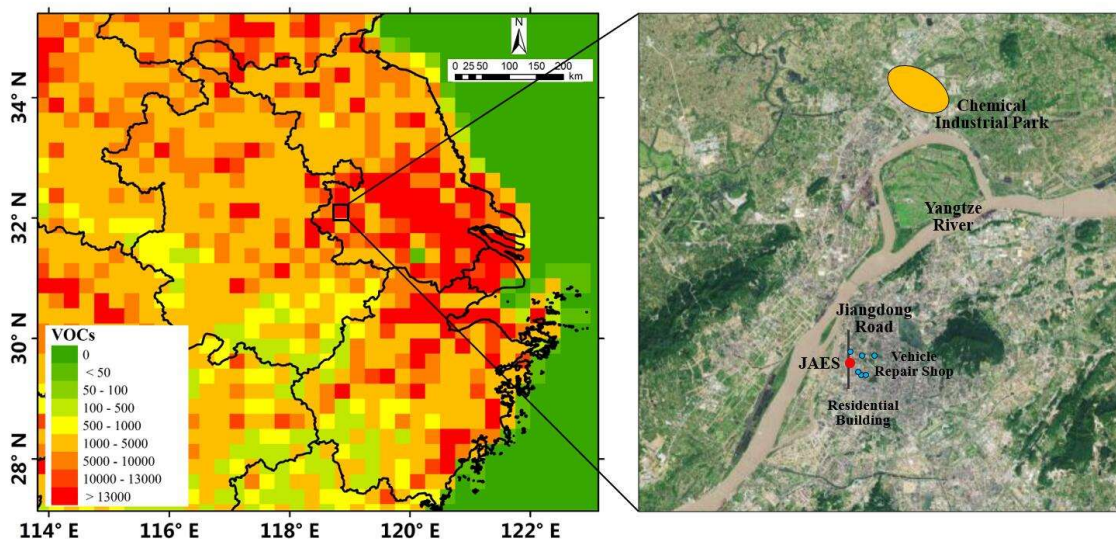 N
0 25 50 100 150 200
km
34° N
32° N
30° N
28° N
VOCs
0
< 50
50 - 100
100 - 500
500 - 1000
1000 - 5000
5000 - 10000
10000 - 13000
> 13000
114° E
116° E
118° E
120° E
122° E
Chemical
Industrial Park
Yangtze
River
Jiangdong
Road
JAES
Vehicle
Repair Shop
Residential
Building